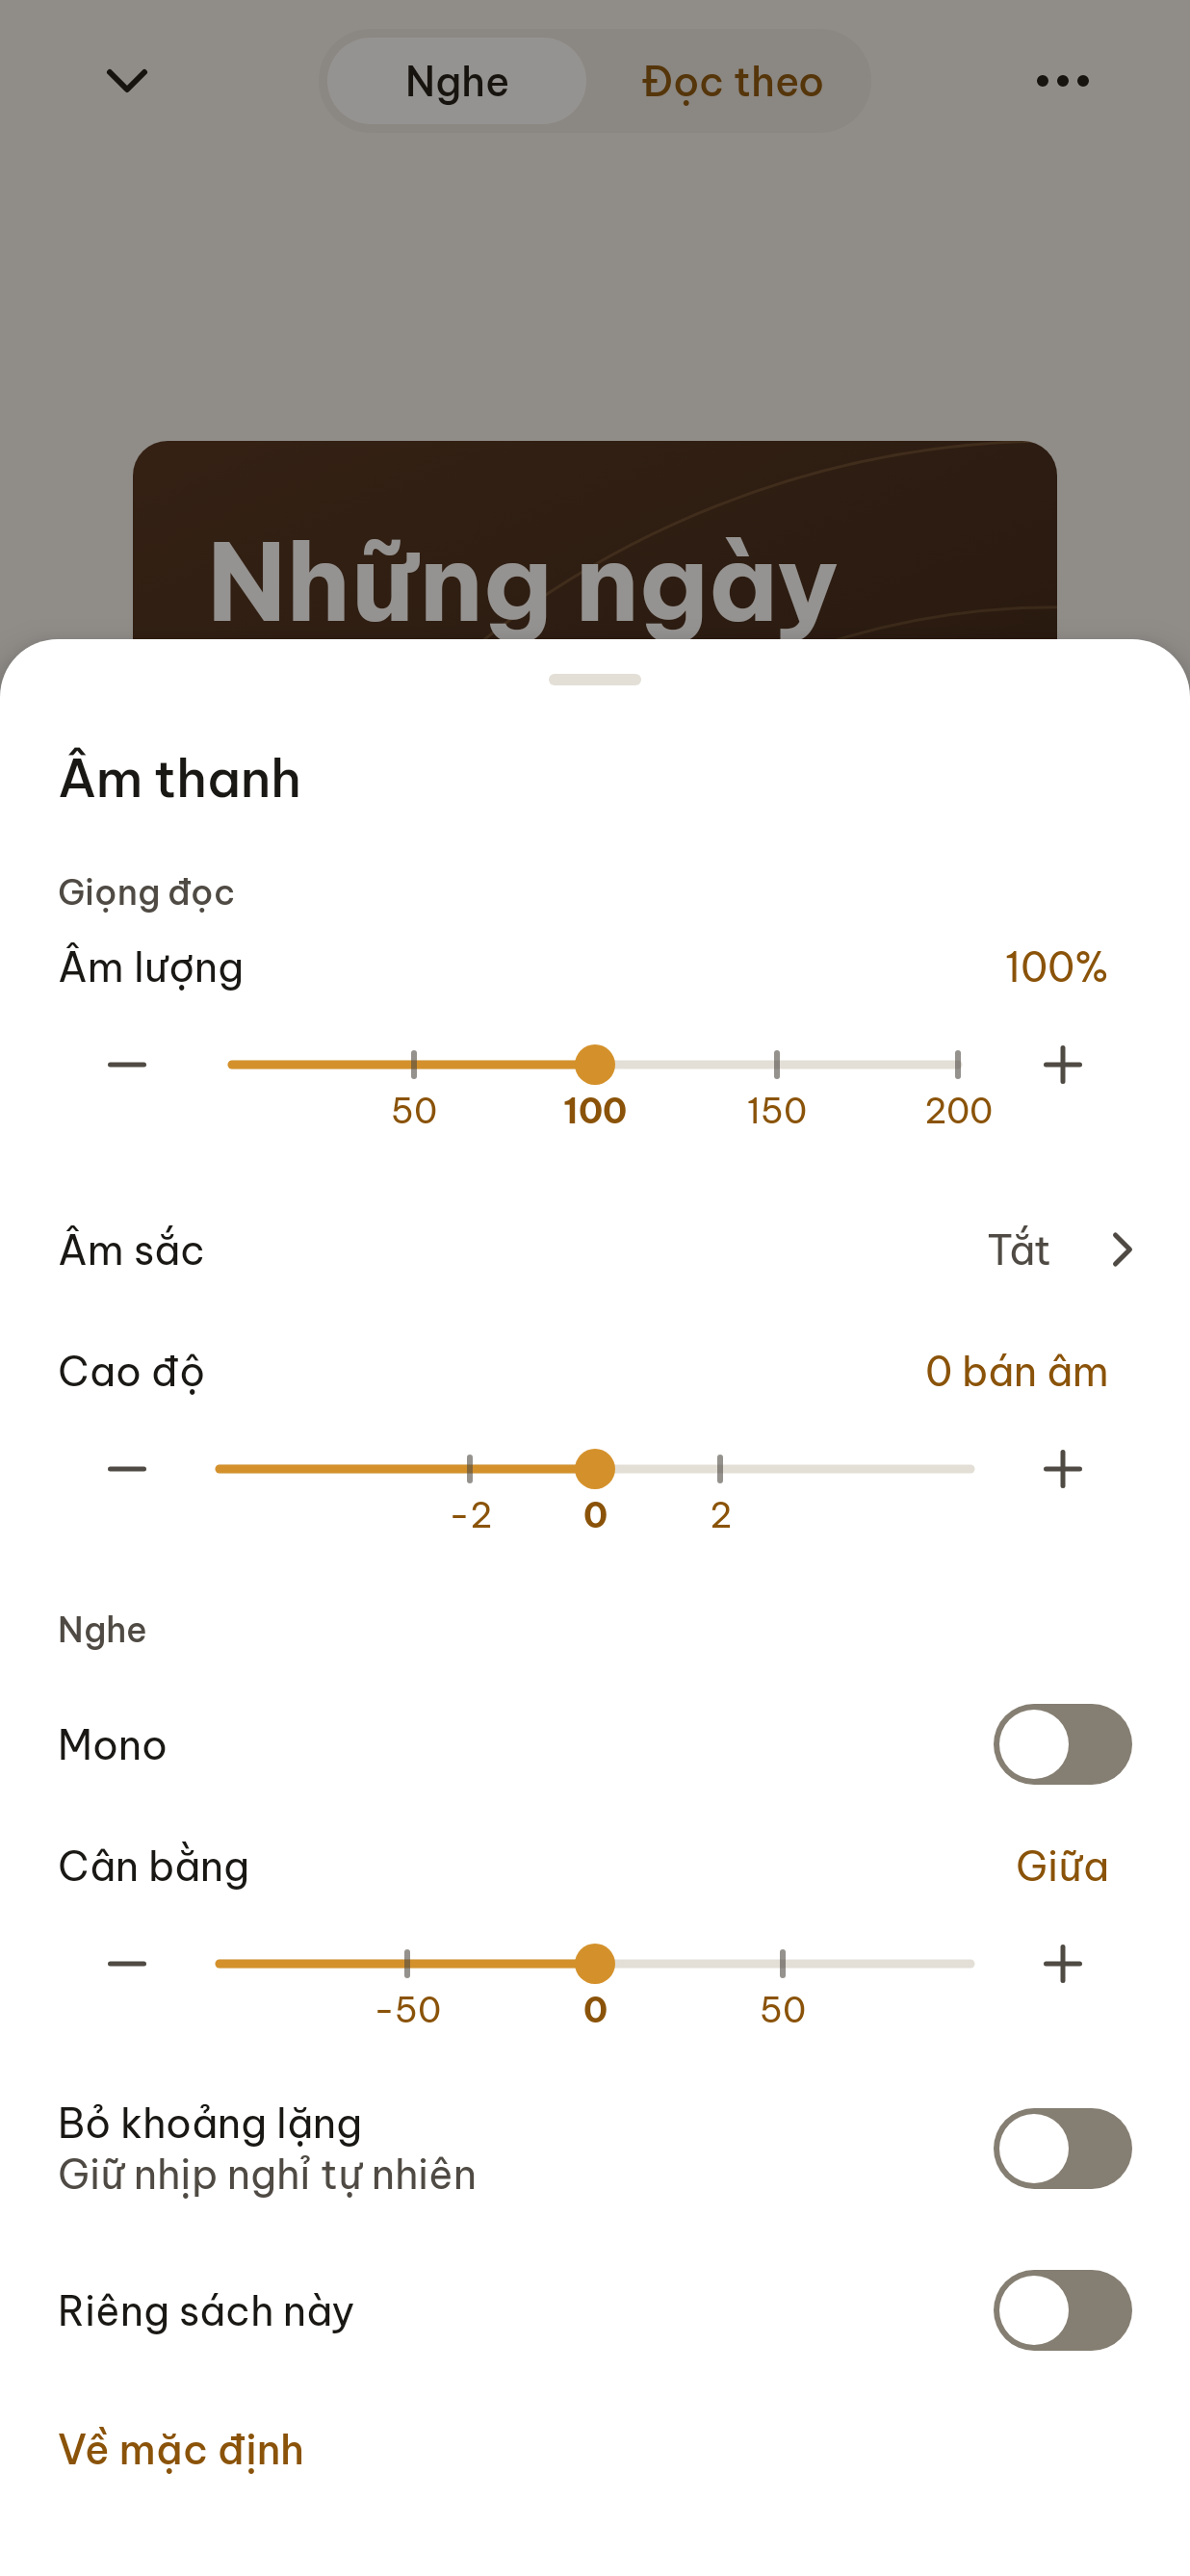 Nghe
Đọc theo
Những ngày
Âm thanh
Giọng đọc
Âm lượng
100%
50
100
150
200
Âm sắc
Tắt
Cao độ
0 bán âm
-2
0
2
Nghe
Mono
Cân bằng
Giữa
-50
0
50
Bỏ khoảng lặng
Giữ nhịp nghỉ tự nhiên
Riêng sách này
Về mặc định